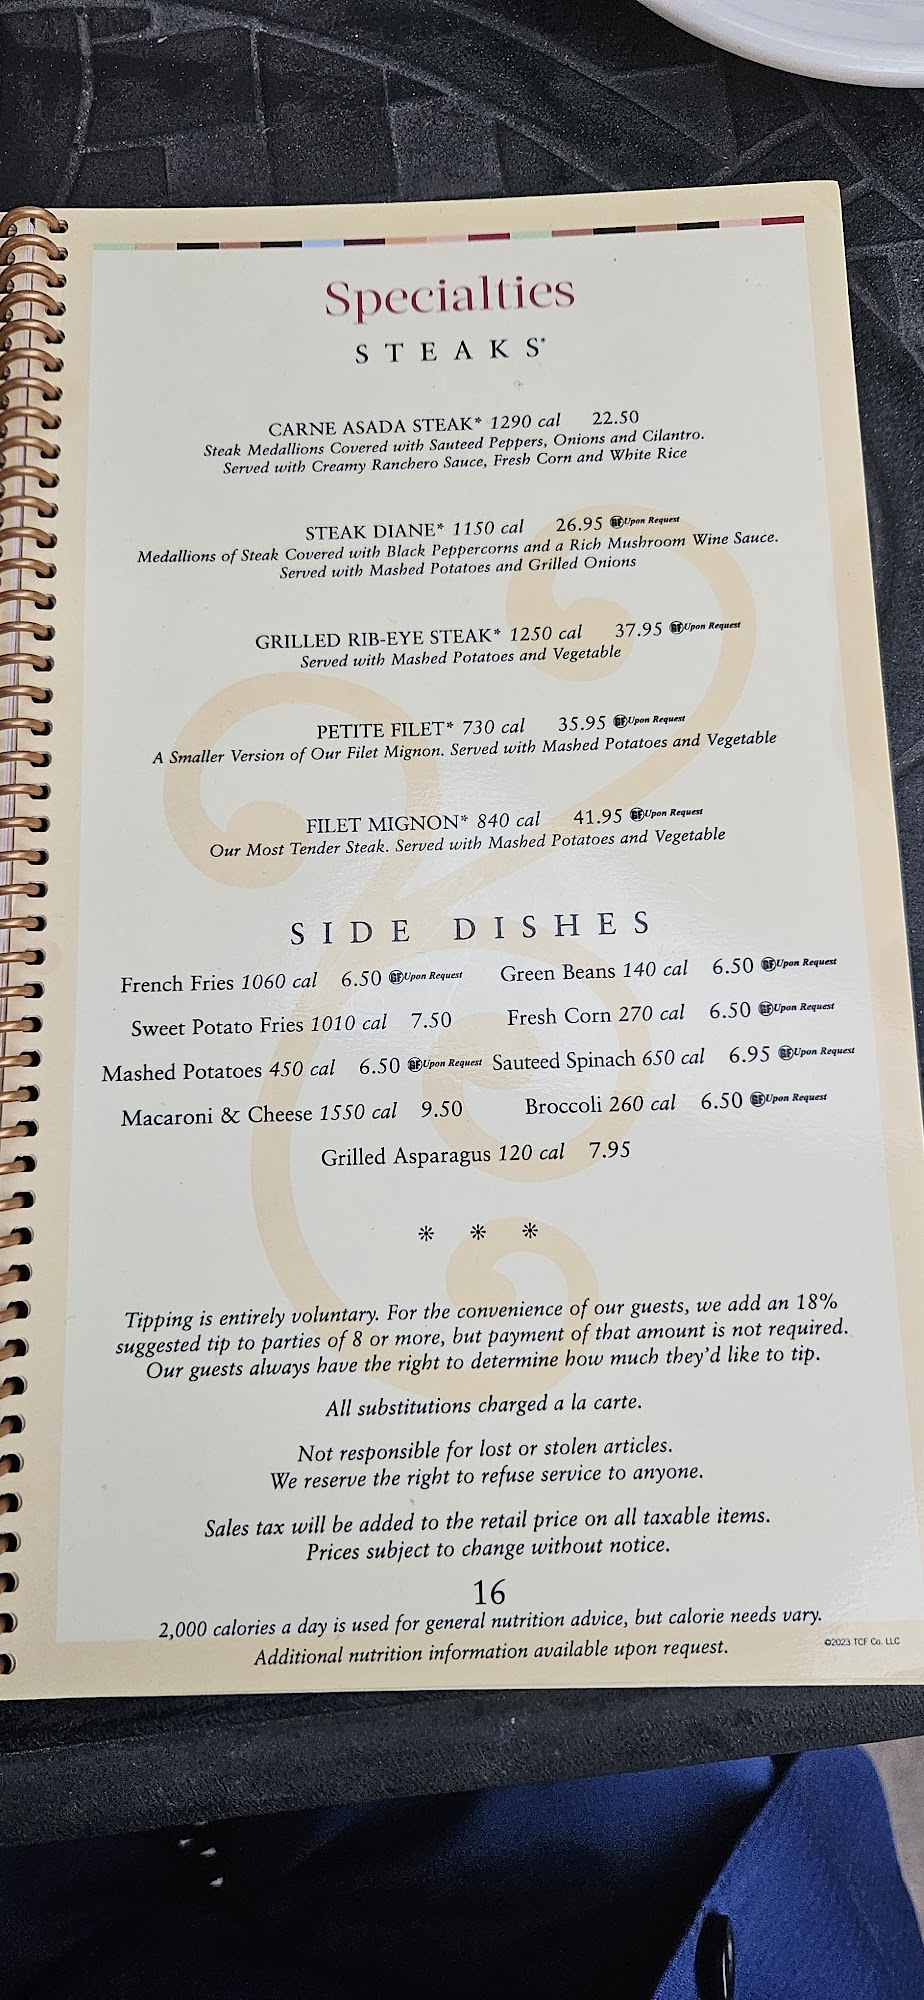 Specialties
STEAKS*
CARNE ASADA STEAK* 1290 cal 22.50
Steak Medallions Covered with Sauteed Peppers, Onions and Cilantro.
Served with Creamy Ranchero Sauce, Fresh Corn and White Rice
STEAK DIANE* 1150 cal 26.95 GF Upon Request
Medallions of Steak Covered with Black Peppercorns and a Rich Mushroom Wine Sauce.
Served with Mashed Potatoes and Grilled Onions
GRILLED RIB-EYE STEAK* 1250 cal 37.95 GF Upon Request
Served with Mashed Potatoes and Vegetable
PETITE FILET* 730 cal 35.95 GF Upon Request
A Smaller Version of Our Filet Mignon. Served with Mashed Potatoes and Vegetable
FILET MIGNON* 840 cal 41.95 GF Upon Request
Our Most Tender Steak. Served with Mashed Potatoes and Vegetable
SIDE DISHES
French Fries 1060 cal 6.50 GF Upon Request Green Beans 140 cal 6.50 GF Upon Request
Sweet Potato Fries 1010 cal 7.50 Fresh Corn 270 cal 6.50 GF Upon Request
Mashed Potatoes 450 cal 6.50 GF Upon Request Sauteed Spinach 650 cal 6.95 GF Upon Request
Macaroni & Cheese 1550 cal 9.50 Broccoli 260 cal 6.50 GF Upon Request
Grilled Asparagus 120 cal 7.95
* * *
Tipping is entirely voluntary. For the convenience of our guests, we add an 18%
suggested tip to parties of 8 or more, but payment of that amount is not required.
Our guests always have the right to determine how much they'd like to tip.
All substitutions charged a la carte.
Not responsible for lost or stolen articles.
We reserve the right to refuse service to anyone.
Sales tax will be added to the retail price on all taxable items.
Prices subject to change without notice.
16
2,000 calories a day is used for general nutrition advice, but calorie needs vary.
Additional nutrition information available upon request.
©2023 TCF Co. LLC